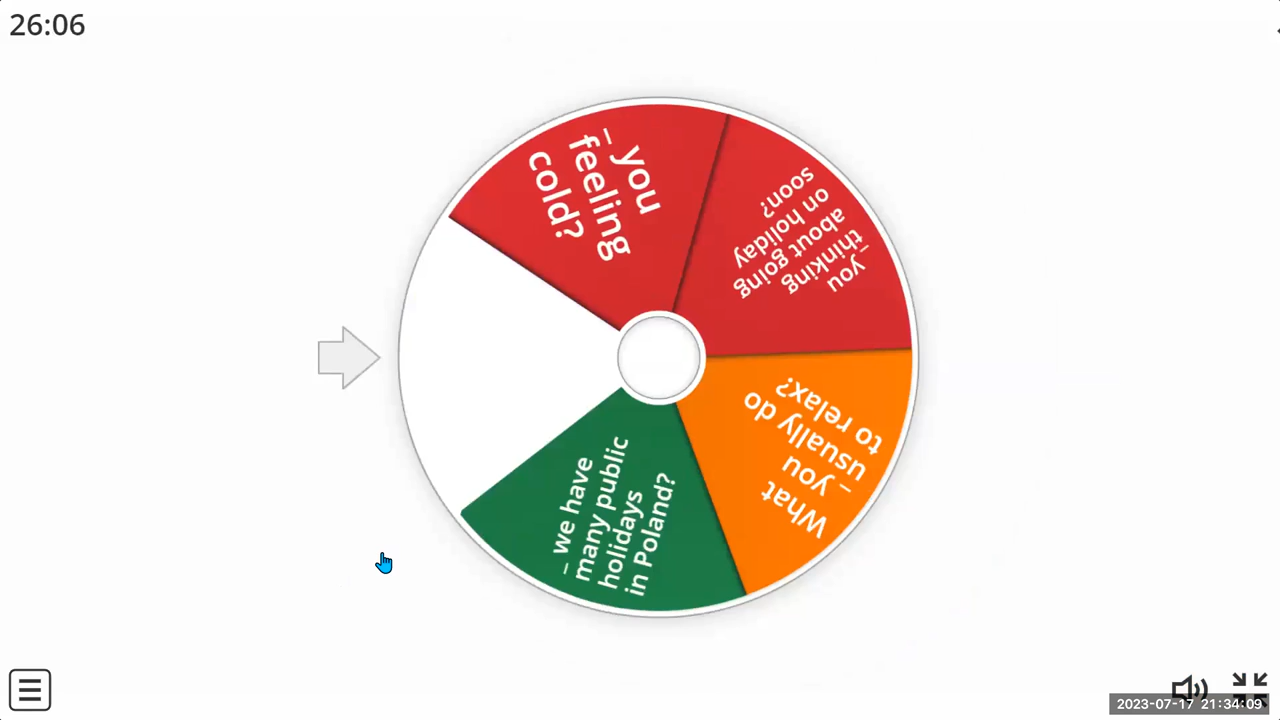 26:06
_ you
feeling
cold?
_ you
thinking
about going
on holiday
soon?
What
_ you
usually do
to relax?
_ we have
many public
holidays
in Poland?
2023-07-17 21:34:09